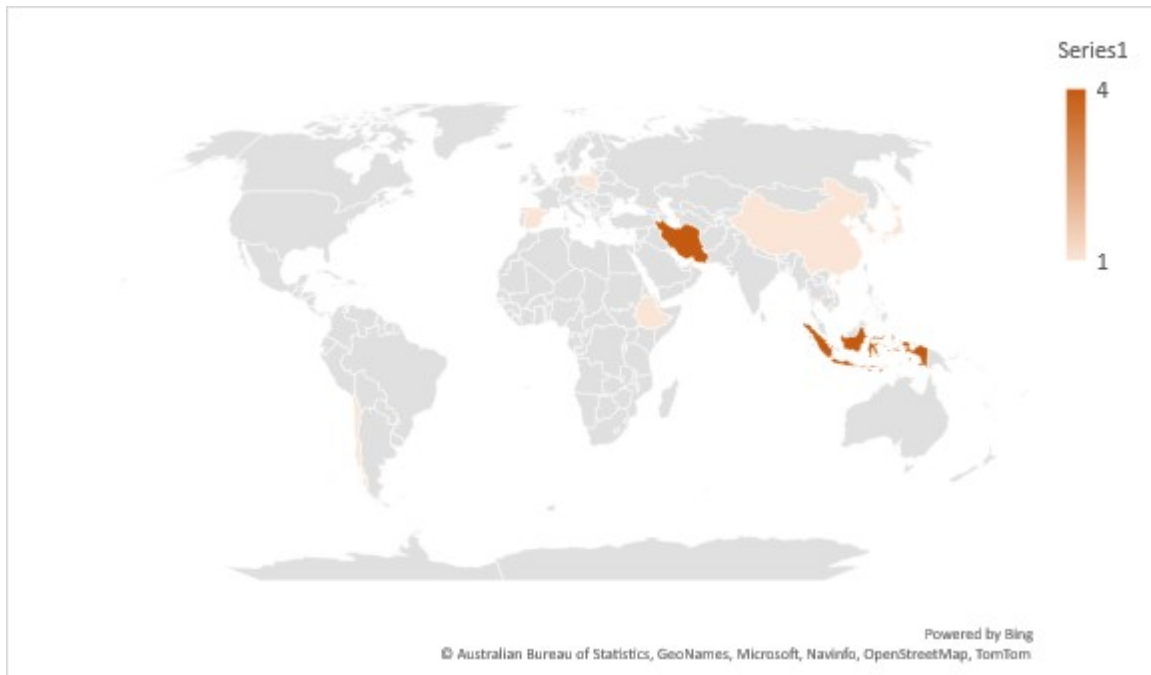 Series1
4
1
Powered by Bing
© Australian Bureau of Statistics, GeoNames, Microsoft, Navinfo, OpenStreetMap, TomTom